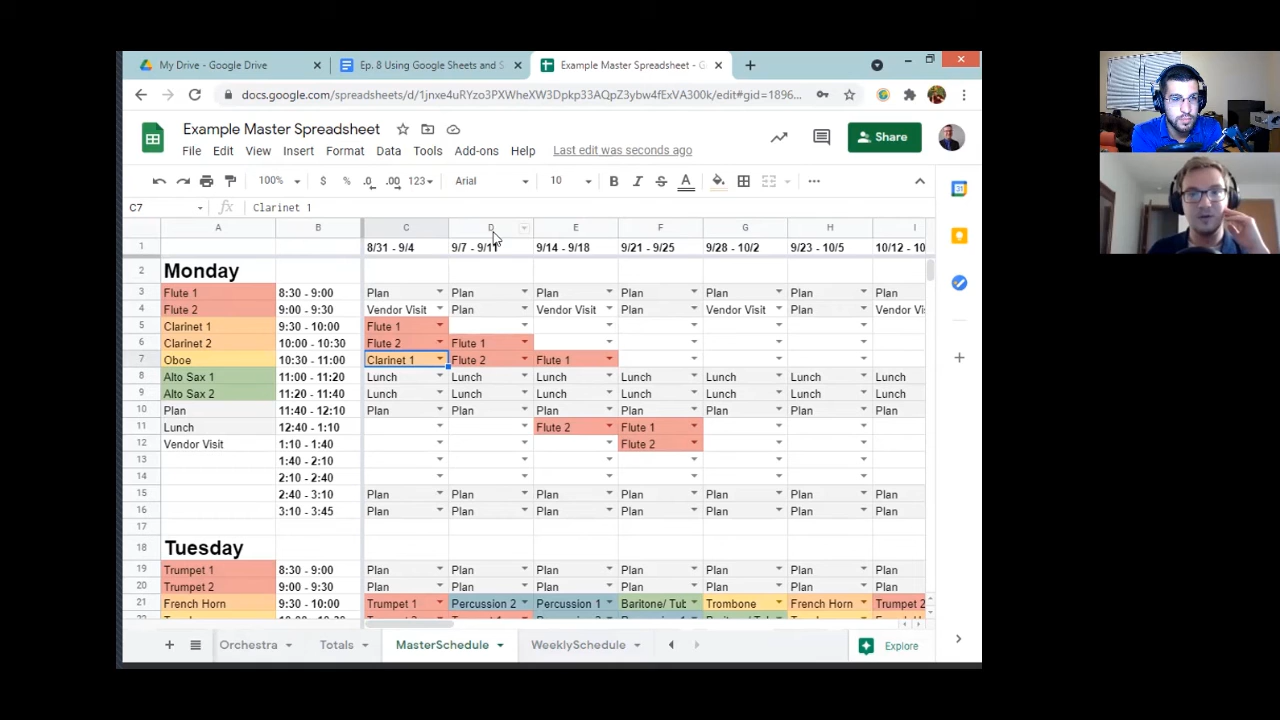 My Drive - Google Drive
Ep. 8 Using Google Sheets and S
Example Master Spreadsheet - G
docs.google.com/spreadsheets/d/
Example Master Spreadsheet
File Edit View Insert Format Data Tools Add-ons Help Last edit was seconds ago
Share
100% $ % .0 .00 123 Arial 10 B I S A
C7 fx Clarinet 1
A B C D E F G H I
1 8/31 - 9/4 9/7 - 9/11 9/14 - 9/18 9/21 - 9/25 9/28 - 10/2 9/23 - 10/5 10/12 - 10
2 Monday
3 Flute 1 8:30 - 9:00 Plan Plan Plan Plan Plan Plan Plan
4 Flute 2 9:00 - 9:30 Vendor Visit Plan Vendor Visit Plan Vendor Visit Plan Vendor Vi
5 Clarinet 1 9:30 - 10:00 Flute 1
6 Clarinet 2 10:00 - 10:30 Flute 2 Flute 1
7 Oboe 10:30 - 11:00 Clarinet 1 Flute 2 Flute 1
8 Alto Sax 1 11:00 - 11:20 Lunch Lunch Lunch Lunch Lunch Lunch Lunch
9 Alto Sax 2 11:20 - 11:40 Lunch Lunch Lunch Lunch Lunch Lunch Lunch
10 Plan 11:40 - 12:10 Plan Plan Plan Plan Plan Plan Plan
11 Lunch 12:40 - 1:10 Flute 2 Flute 1
12 Vendor Visit 1:10 - 1:40 Flute 2
13 1:40 - 2:10
14 2:10 - 2:40
15 2:40 - 3:10 Plan Plan Plan Plan Plan Plan Plan
16 3:10 - 3:45 Plan Plan Plan Plan Plan Plan Plan
17
18 Tuesday
19 Trumpet 1 8:30 - 9:00 Plan Plan Plan Plan Plan Plan Plan
20 Trumpet 2 9:00 - 9:30 Plan Plan Plan Plan Plan Plan Plan
21 French Horn 9:30 - 10:00 Trumpet 1 Percussion 2 Percussion 1 Baritone/ Tub Trombone French Horn Trumpet 2
Orchestra Totals MasterSchedule WeeklySchedule Explore